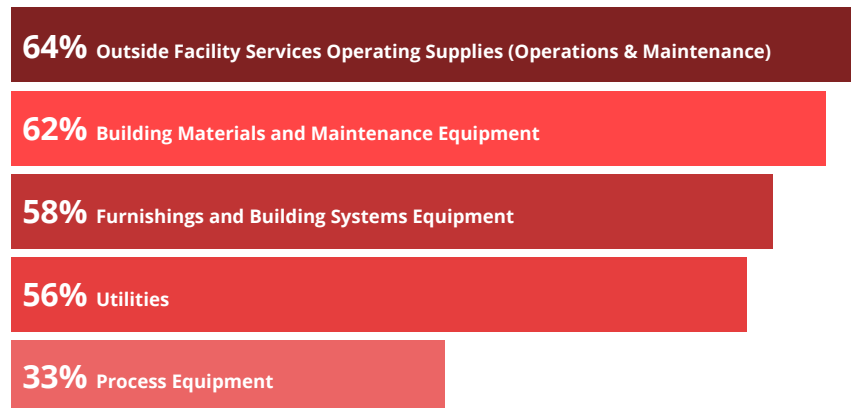 64% Outside Facility Services Operating Supplies (Operations & Maintenance)
62% Building Materials and Maintenance Equipment
58% Furnishings and Building Systems Equipment
56% Utilities
33% Process Equipment